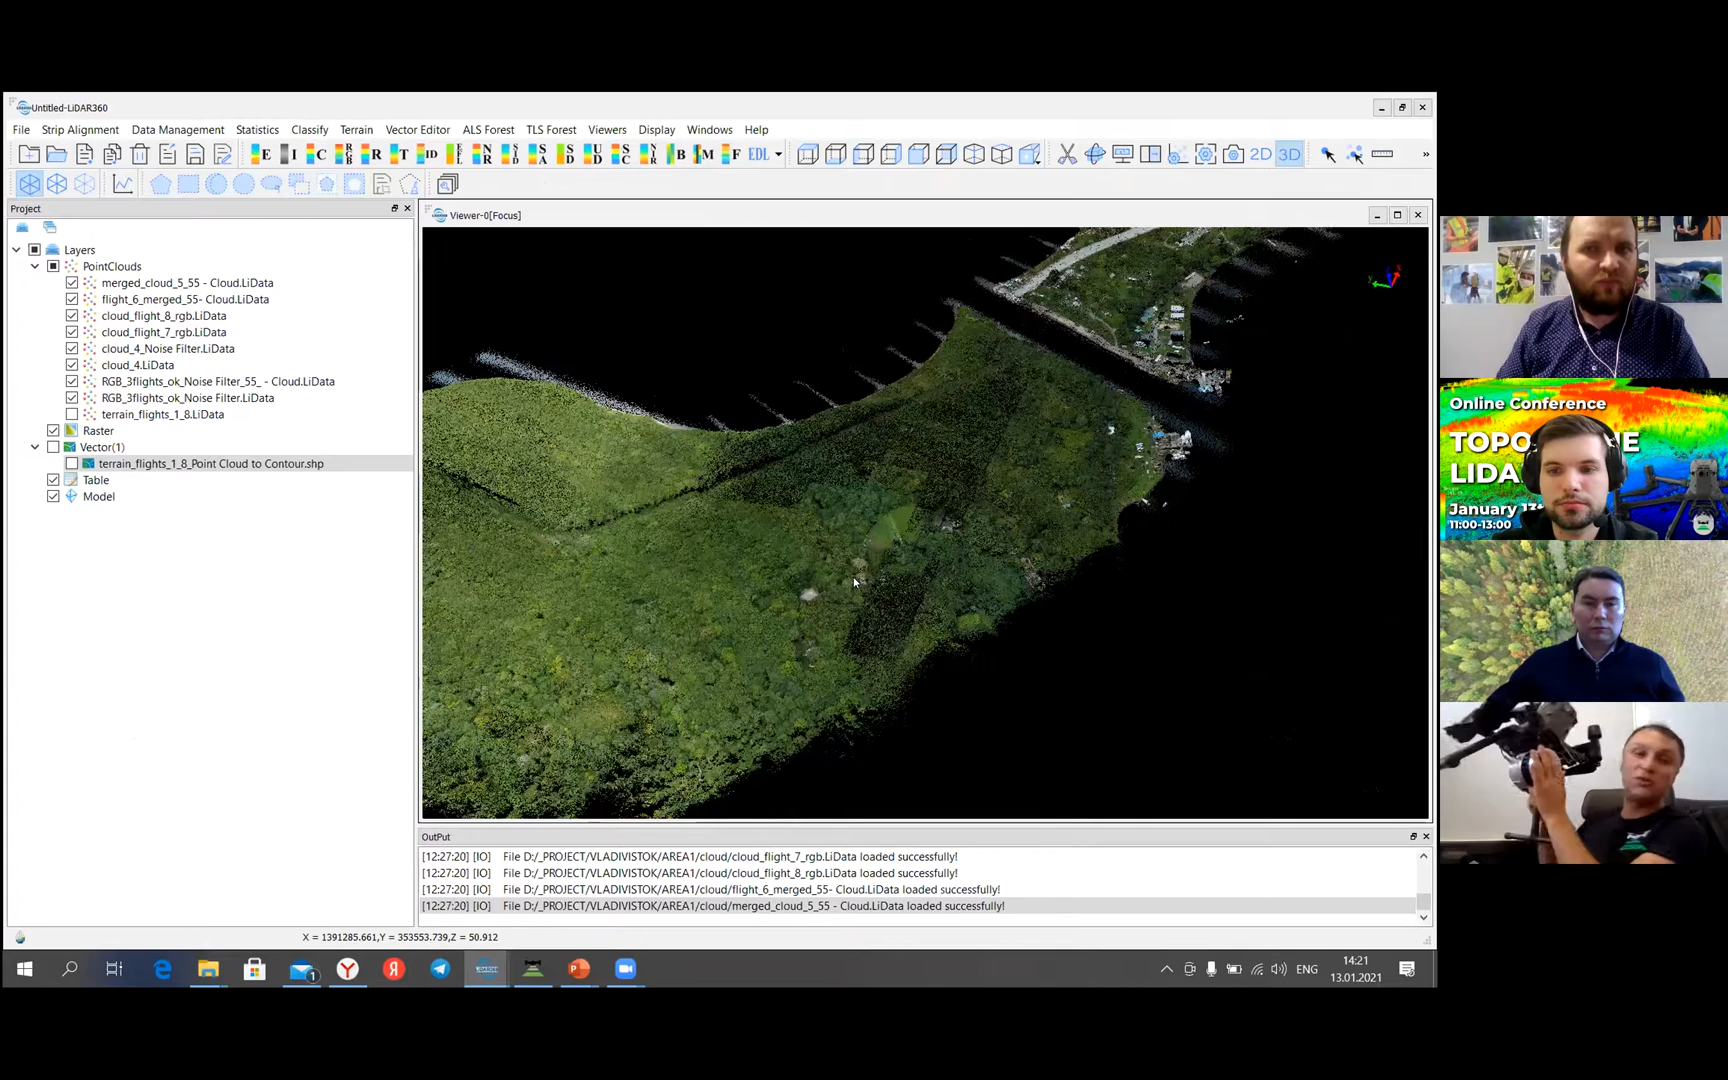 Untitled-LiDAR360
File Strip Alignment Data Management Statistics Classify Terrain Vector Editor ALS Forest TLS Forest Viewers Display Windows Help
E I C R T ID B M F EDL 2D 3D »
Project
Viewer-0[Focus]
Layers
PointClouds
merged_cloud_5_55 - Cloud.LiData
flight_6_merged_55- Cloud.LiData
cloud_flight_8_rgb.LiData
cloud_flight_7_rgb.LiData
cloud_4_Noise Filter.LiData
cloud_4.LiData
RGB_3flights_ok_Noise Filter_55_ - Cloud.LiData
RGB_3flights_ok_Noise Filter.LiData
terrain_flights_1_8.LiData
Raster
Vector(1)
terrain_flights_1_8_Point Cloud to Contour.shp
Table
Model
OutPut
[12:27:20] [IO] File D:/_PROJECT/VLADIVISTOK/AREA1/cloud/cloud_flight_7_rgb.LiData loaded successfully!
[12:27:20] [IO] File D:/_PROJECT/VLADIVISTOK/AREA1/cloud/cloud_flight_8_rgb.LiData loaded successfully!
[12:27:20] [IO] File D:/_PROJECT/VLADIVISTOK/AREA1/cloud/flight_6_merged_55- Cloud.LiData loaded successfully!
[12:27:20] [IO] File D:/_PROJECT/VLADIVISTOK/AREA1/cloud/merged_cloud_5_55 - Cloud.LiData loaded successfully!
X = 1391285.661,Y = 353553.739,Z = 50.912
ENG
14:21
13.01.2021
Online Conference
TOPO NE
LIDA
January
11:00-13:00